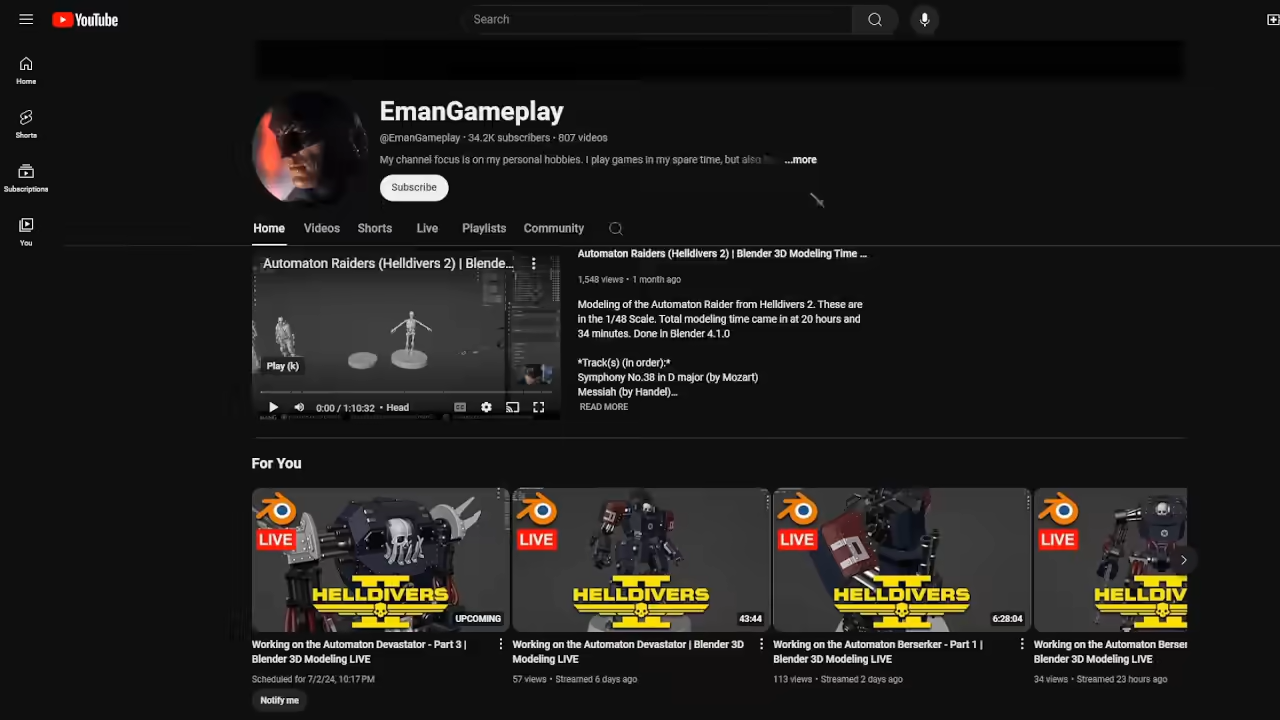 YouTube
Search
Home
Shorts
Subscriptions
You
EmanGameplay
@EmanGameplay · 34.2K subscribers · 807 videos
My channel focus is on my personal hobbies. I play games in my spare time, but also ...more
Subscribe
Home Videos Shorts Live Playlists Community
Automaton Raiders (Helldivers 2) | Blende...
Play (k)
0:00 / 1:10:32 • Head
Automaton Raiders (Helldivers 2) | Blender 3D Modeling Time ...
1,548 views • 1 month ago
Modeling of the Automaton Raider from Helldivers 2. These are
in the 1/48 Scale. Total modeling time came in at 20 hours and
34 minutes. Done in Blender 4.1.0
*Track(s) (in order):*
Symphony No.38 in D major (by Mozart)
Messiah (by Handel)...
READ MORE
For You
LIVE
HELLDIVERS
II
UPCOMING
Working on the Automaton Devastator - Part 3 |
Blender 3D Modeling LIVE
Scheduled for 7/2/24, 10:17 PM
Notify me
LIVE
HELLDIVERS
II
43:44
Working on the Automaton Devastator | Blender 3D
Modeling LIVE
57 views • Streamed 6 days ago
LIVE
HELLDIVERS
II
6:28:04
Working on the Automaton Berserker - Part 1 |
Blender 3D Modeling LIVE
113 views • Streamed 2 days ago
LIVE
HELLDIV
Working on the Automaton Berser
Blender 3D Modeling LIVE
34 views • Streamed 23 hours ago